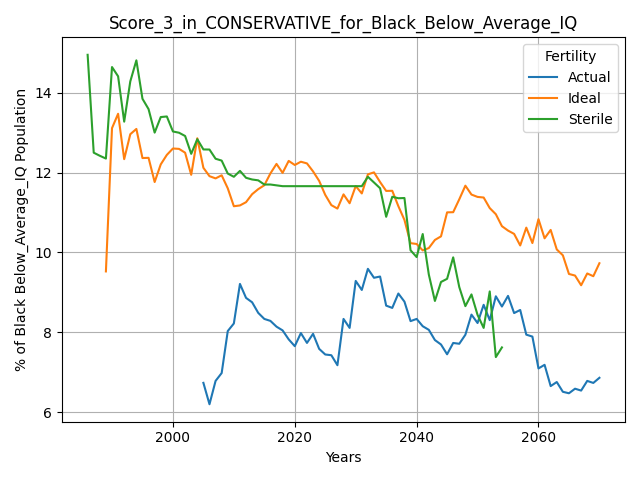 Score_3_in_CONSERVATIVE_for_Black_Below_Average_IQ
Fertility
Actual
Ideal
Sterile
% of Black Below_Average_IQ Population
14
12
10
8
6
2000
2020
2040
2060
Years